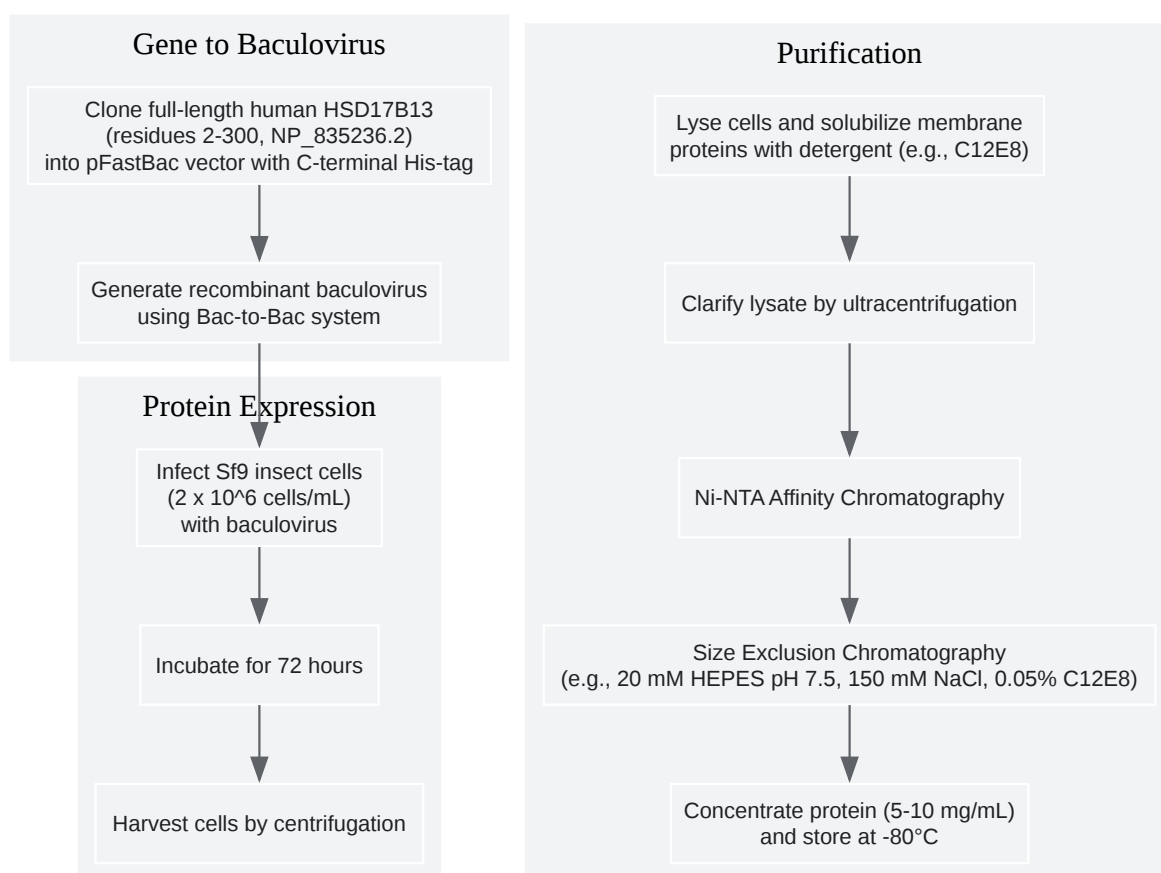 Gene to Baculovirus
Clone full-length human HSD17B13
(residues 2-300, NP_835236.2)
into pFastBac vector with C-terminal His-tag
Generate recombinant baculovirus
using Bac-to-Bac system
Protein Expression
Infect Sf9 insect cells
(2 x 10^6 cells/mL)
with baculovirus
Incubate for 72 hours
Harvest cells by centrifugation
Purification
Lyse cells and solubilize membrane
proteins with detergent (e.g., C12E8)
Clarify lysate by ultracentrifugation
Ni-NTA Affinity Chromatography
Size Exclusion Chromatography
(e.g., 20 mM HEPES pH 7.5, 150 mM NaCl, 0.05% C12E8)
Concentrate protein (5-10 mg/mL)
and store at -80°C